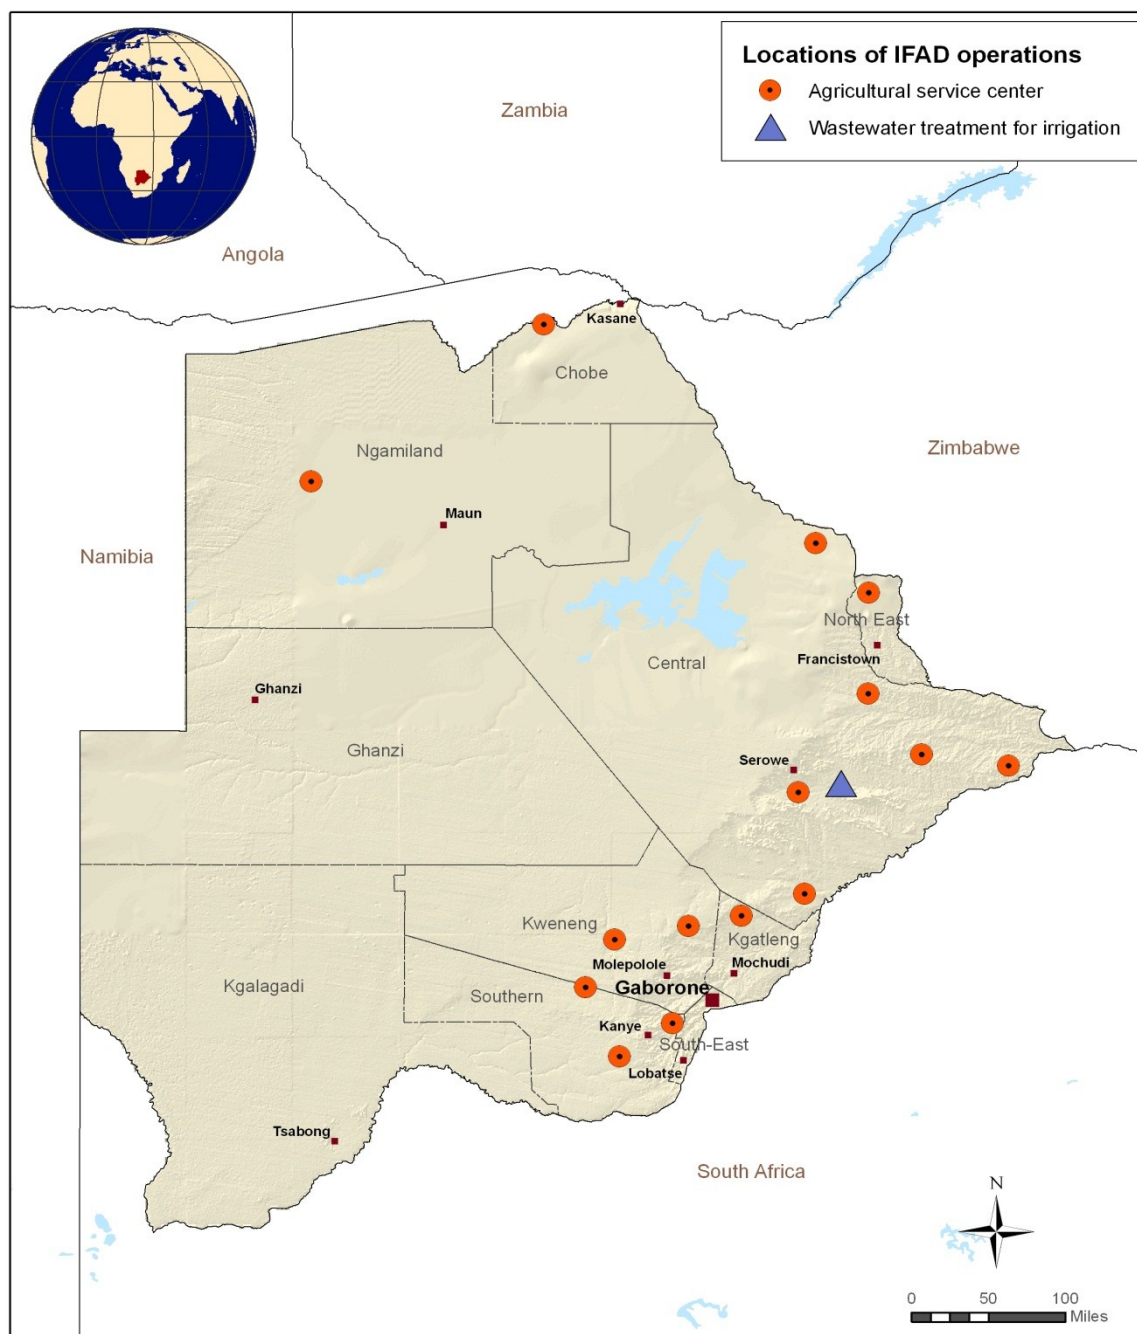 Locations of IFAD operations
Agricultural service center
Wastewater treatment for irrigation
Zambia
Angola
Kasane
Chobe
Ngamiland
Zimbabwe
Maun
Namibia
North East
Francistown
Central
Ghanzi
Ghanzi
Serowe
Kweneng
Kgatleng
Molepolole
Mochudi
Kgalagadi
Southern
Gaborone
Kanye
South-East
Lobatse
Tsabong
South Africa
N
0 50 100
Miles